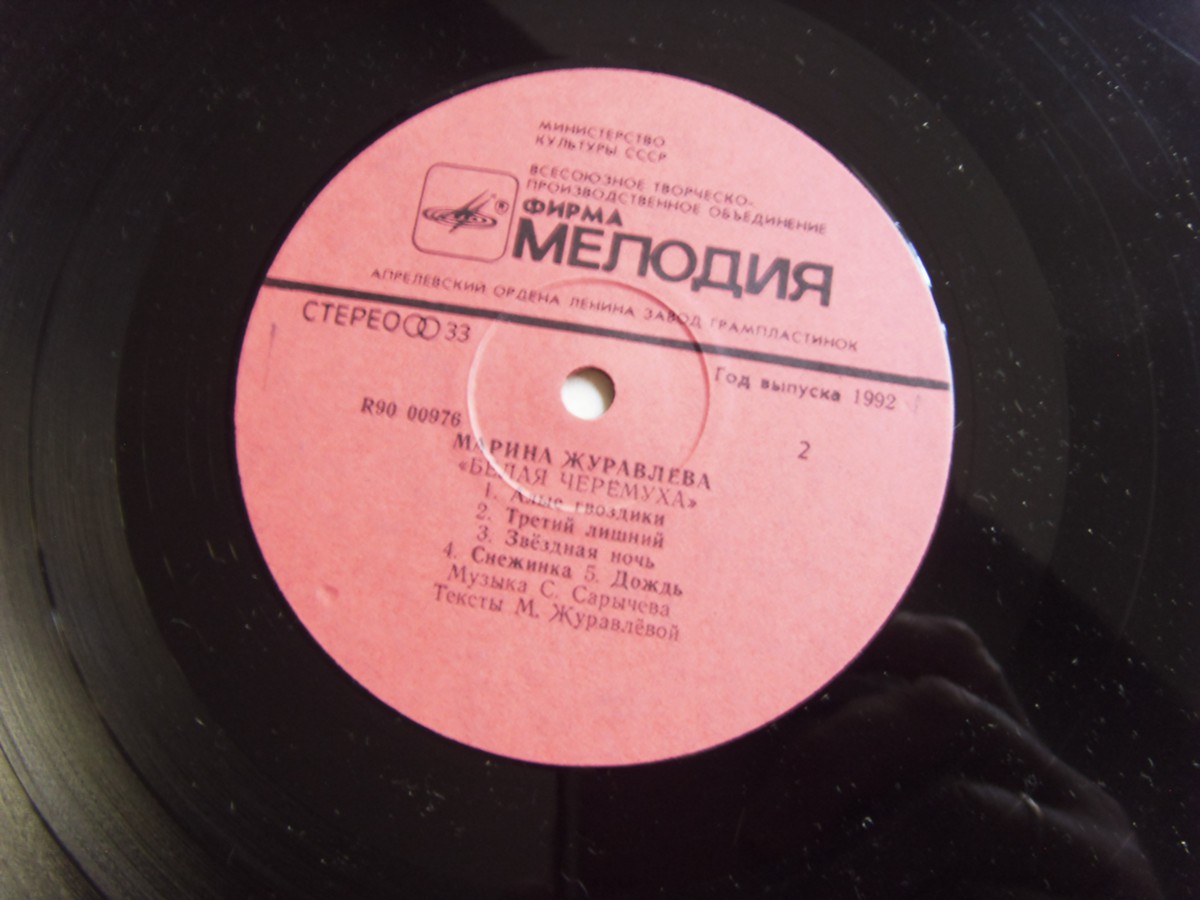 МИНИСТЕРСТВО
КУЛЬТУРЫ СССР
ВСЕСОЮЗНОЕ ТВОРЧЕСКО-
ПРОИЗВОДСТВЕННОЕ ОБЪЕДИНЕНИЕ
®
ФИРМА
МЕЛОДИЯ
АПРЕЛЕВСКИЙ ОРДЕНА ЛЕНИНА ЗАВОД ГРАМПЛАСТИНОК
СТЕРЕО 33
Год выпуска 1992
R90 00976
2
МАРИНА ЖУРАВЛЕВА
«БЕЛАЯ ЧЕРЕМУХА»
1. Алые гвоздики
2. Третий лишний
3. Звёздная ночь
4. Снежинка 5. Дождь
Музыка С. Сарычева
Тексты М. Журавлёвой